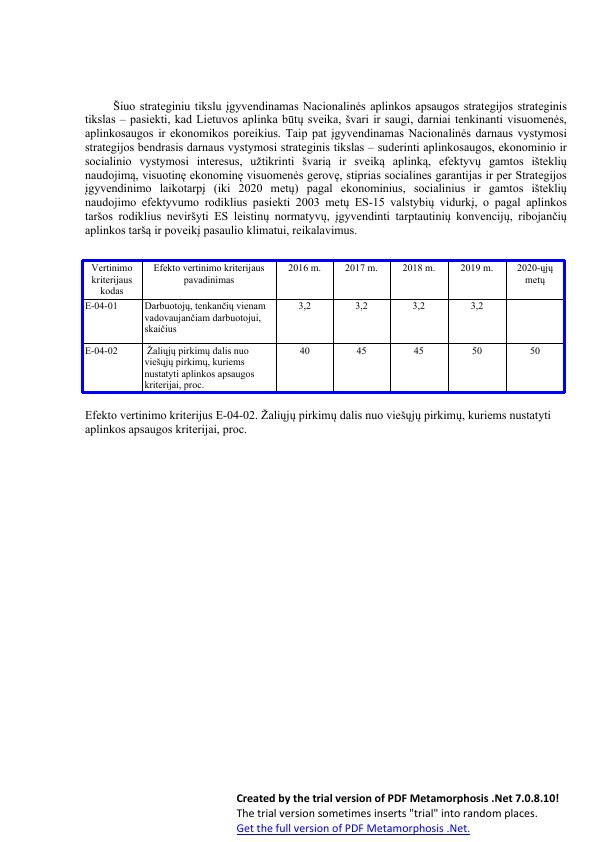 Šiuo strateginiu tikslu įgyvendinamas Nacionalinės aplinkos apsaugos strategijos strateginis
tikslas – pasiekti, kad Lietuvos aplinka būtų sveika, švari ir saugi, darniai tenkinanti visuomenės,
aplinkosaugos ir ekonomikos poreikius. Taip pat įgyvendinamas Nacionalinės darnaus vystymosi
strategijos bendrasis darnaus vystymosi strateginis tikslas – suderinti aplinkosaugos, ekonominio ir
socialinio vystymosi interesus, užtikrinti švarią ir sveiką aplinką, efektyvų gamtos išteklių
naudojimą, visuotinę ekonominę visuomenės gerovę, stiprias socialines garantijas ir per Strategijos
įgyvendinimo laikotarpį (iki 2020 metų) pagal ekonominius, socialinius ir gamtos išteklių
naudojimo efektyvumo rodiklius pasiekti 2003 metų ES-15 valstybių vidurkį, o pagal aplinkos
taršos rodiklius neviršyti ES leistinų normatyvų, įgyvendinti tarptautinių konvencijų, ribojančių
aplinkos taršą ir poveikį pasaulio klimatui, reikalavimus.
Vertinimo kriterijaus kodas Efekto vertinimo kriterijaus pavadinimas 2016 m. 2017 m. 2018 m. 2019 m. 2020-ųjų metų
E-04-01 Darbuotojų, tenkančių vienam 3,2 3,2 3,2 3,2
vadovaujančiam darbuotojui,
skaičius
E-04-02 Žaliųjų pirkimų dalis nuo 40 45 45 50 50
viešųjų pirkimų, kuriems
nustatyti aplinkos apsaugos
kriterijai, proc.
Efekto vertinimo kriterijus E-04-02. Žaliųjų pirkimų dalis nuo viešųjų pirkimų, kuriems nustatyti
aplinkos apsaugos kriterijai, proc.
Created by the trial version of PDF Metamorphosis .Net 7.0.8.10!
The trial version sometimes inserts "trial" into random places.
Get the full version of PDF Metamorphosis .Net.